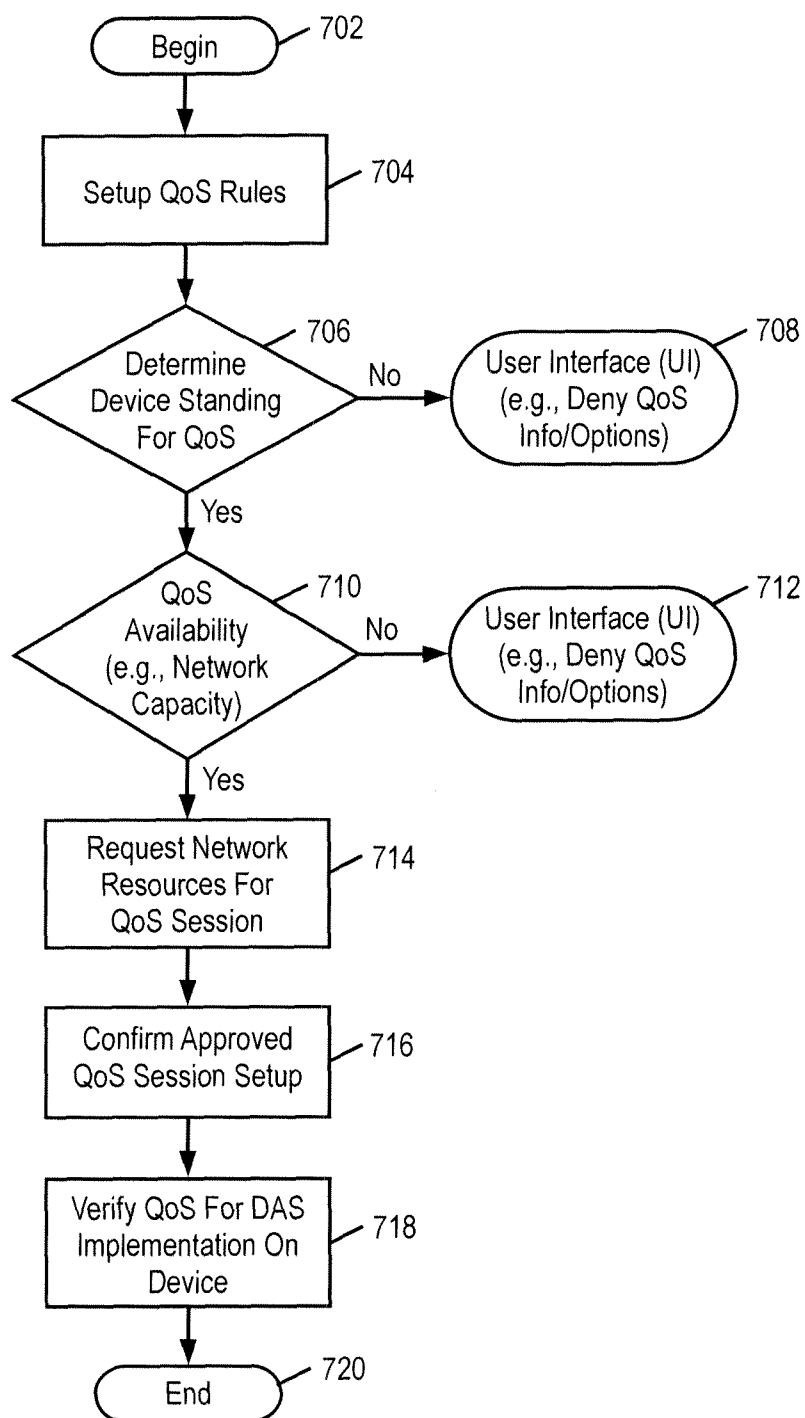 Begin
702
Setup QoS Rules
704
Determine
Device Standing
For QoS
706
No
User Interface (UI)
(e.g., Deny QoS
Info/Options)
708
Yes
QoS
Availability
(e.g., Network
Capacity)
710
No
User Interface (UI)
(e.g., Deny QoS
Info/Options)
712
Yes
Request Network
Resources For
QoS Session
714
Confirm Approved
QoS Session Setup
716
Verify QoS For DAS
Implementation On
Device
718
End
720